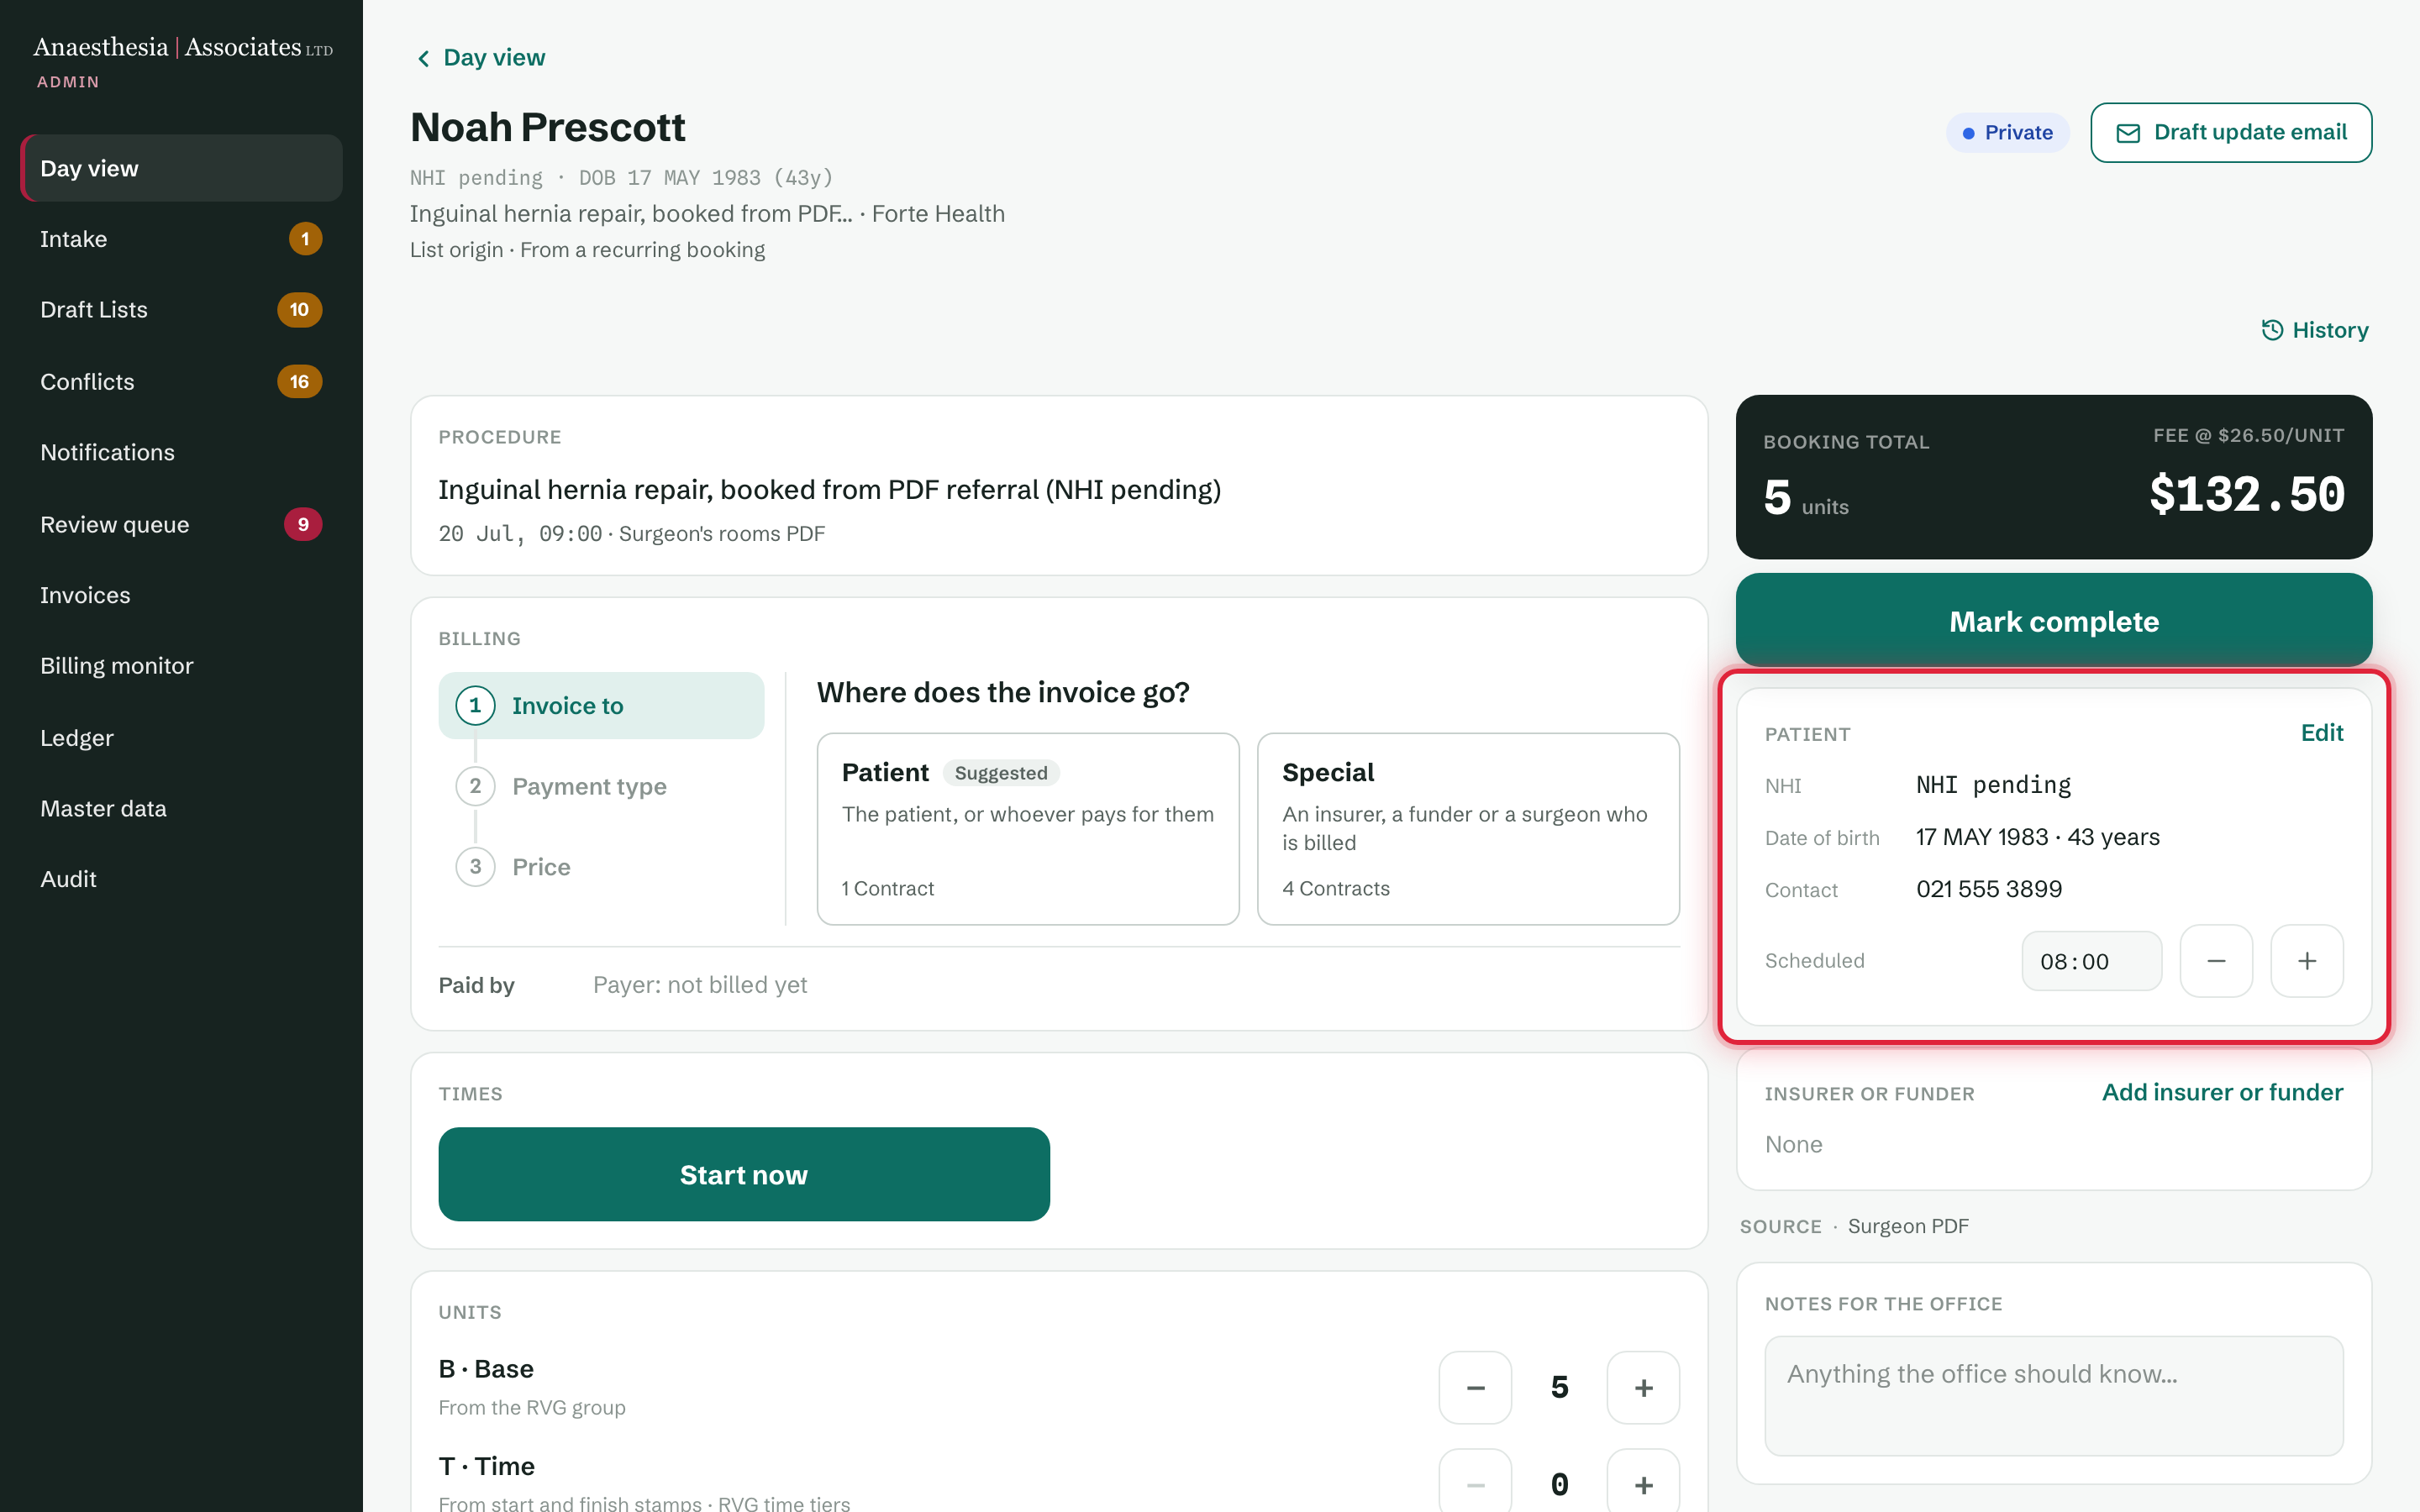 Anaesthesia | Associates LTD
ADMIN
Day view
Intake 1
Draft Lists 10
Conflicts 16
Notifications
Review queue 9
Invoices
Billing monitor
Ledger
Master data
Audit
Day view
Noah Prescott
NHI pending · DOB 17 MAY 1983 (43y)
Inguinal hernia repair, booked from PDF... · Forte Health
List origin · From a recurring booking
Private
Draft update email
History
PROCEDURE
Inguinal hernia repair, booked from PDF referral (NHI pending)
20 Jul, 09:00 · Surgeon's rooms PDF
BILLING
1 Invoice to
2 Payment type
3 Price
Where does the invoice go?
Patient Suggested
The patient, or whoever pays for them
1 Contract
Special
An insurer, a funder or a surgeon who
is billed
4 Contracts
Paid by Payer: not billed yet
TIMES
Start now
UNITS
B · Base
From the RVG group
− 5 +
T · Time
From start and finish stamps · RVG time tiers
− 0 +
BOOKING TOTAL
5 units
FEE @ $26.50/UNIT
$132.50
Mark complete
PATIENT Edit
NHI NHI pending
Date of birth 17 MAY 1983 · 43 years
Contact 021 555 3899
Scheduled 08:00 − +
INSURER OR FUNDER Add insurer or funder
None
SOURCE · Surgeon PDF
NOTES FOR THE OFFICE
Anything the office should know...